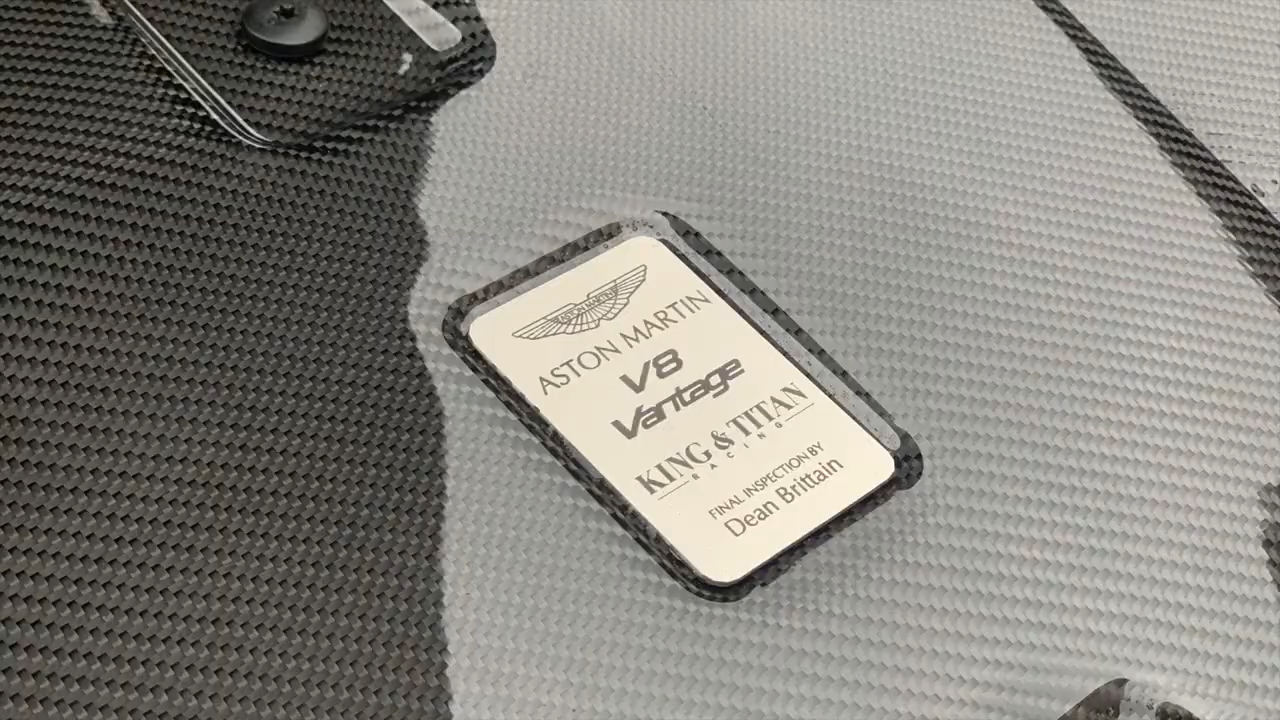 ASTON MARTIN
ASTON MARTIN
V8
Vantage
KING & TITAN
RACING
FINAL INSPECTION BY
Dean Brittain